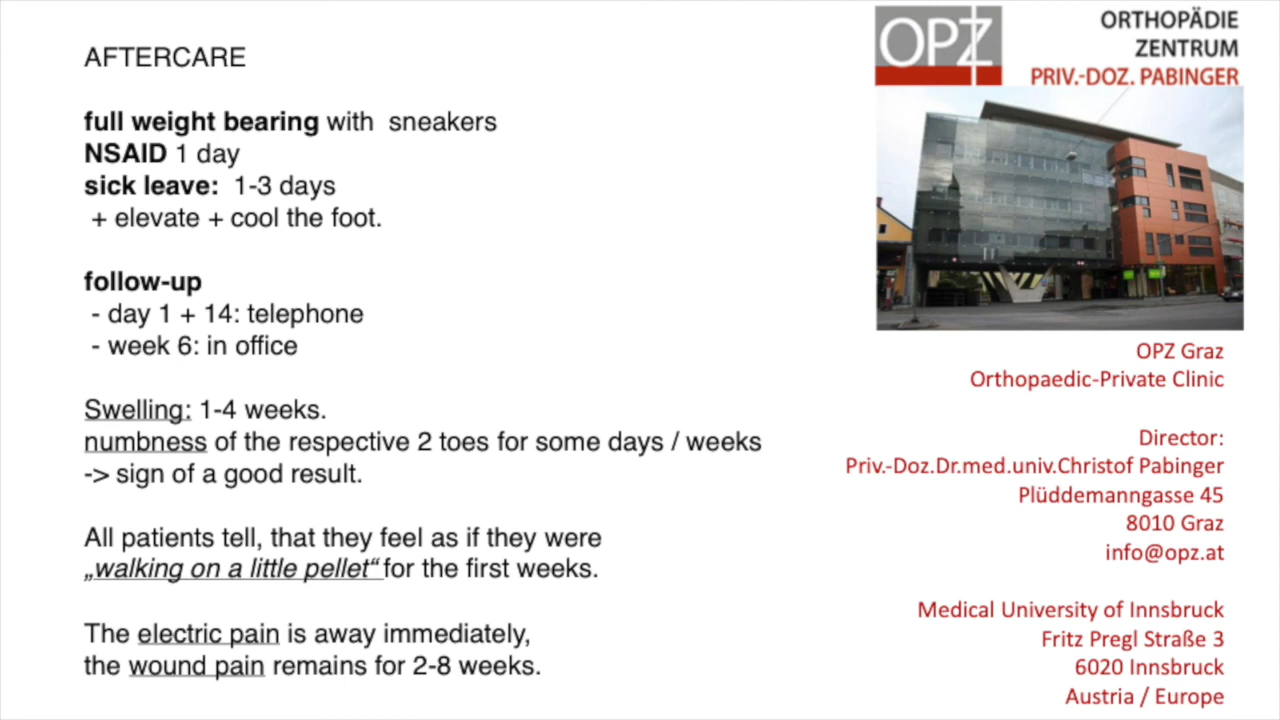 AFTERCARE
full weight bearing with sneakers
NSAID 1 day
sick leave: 1-3 days
+ elevate + cool the foot.
follow-up
- day 1 + 14: telephone
- week 6: in office
Swelling: 1-4 weeks.
numbness of the respective 2 toes for some days / weeks
-> sign of a good result.
All patients tell, that they feel as if they were
„walking on a little pellet“ for the first weeks.
The electric pain is away immediately,
the wound pain remains for 2-8 weeks.
OPZ
ORTHOPÄDIE
ZENTRUM
PRIV.-DOZ. PABINGER
OPZ Graz
Orthopaedic-Private Clinic
Director:
Priv.-Doz.Dr.med.univ.Christof Pabinger
Plüddemanngasse 45
8010 Graz
info@opz.at
Medical University of Innsbruck
Fritz Pregl Straße 3
6020 Innsbruck
Austria / Europe